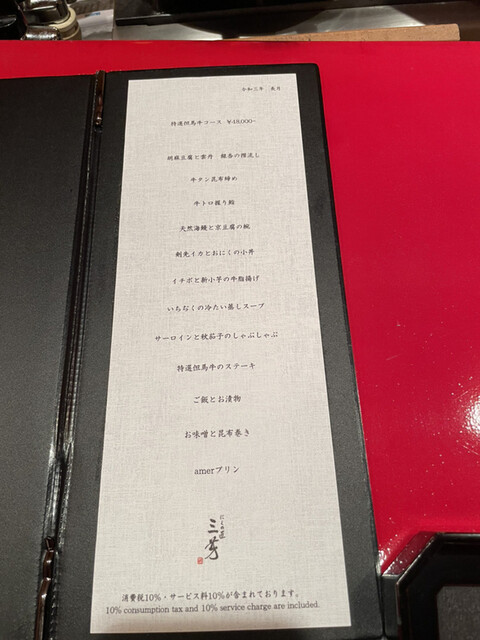 令和三年 長月
特選但馬牛コース ¥48,000-
胡麻豆腐と雲丹 銀杏の摺流し
牛タン昆布締め
牛トロ握り鮨
天然海鰻と京豆腐の椀
剣先イカとおにくの小丼
イチボと新小芋の牛脂揚げ
いちじくの冷たい蒸しスープ
サーロインと秋茄子のしゃぶしゃぶ
特選但馬牛のステーキ
ご飯とお漬物
お味噌と昆布巻き
amerプリン
にくの匠
三芳
消費税10%・サービス料10%が含まれております。
10% consumption tax and 10% service charge are included.